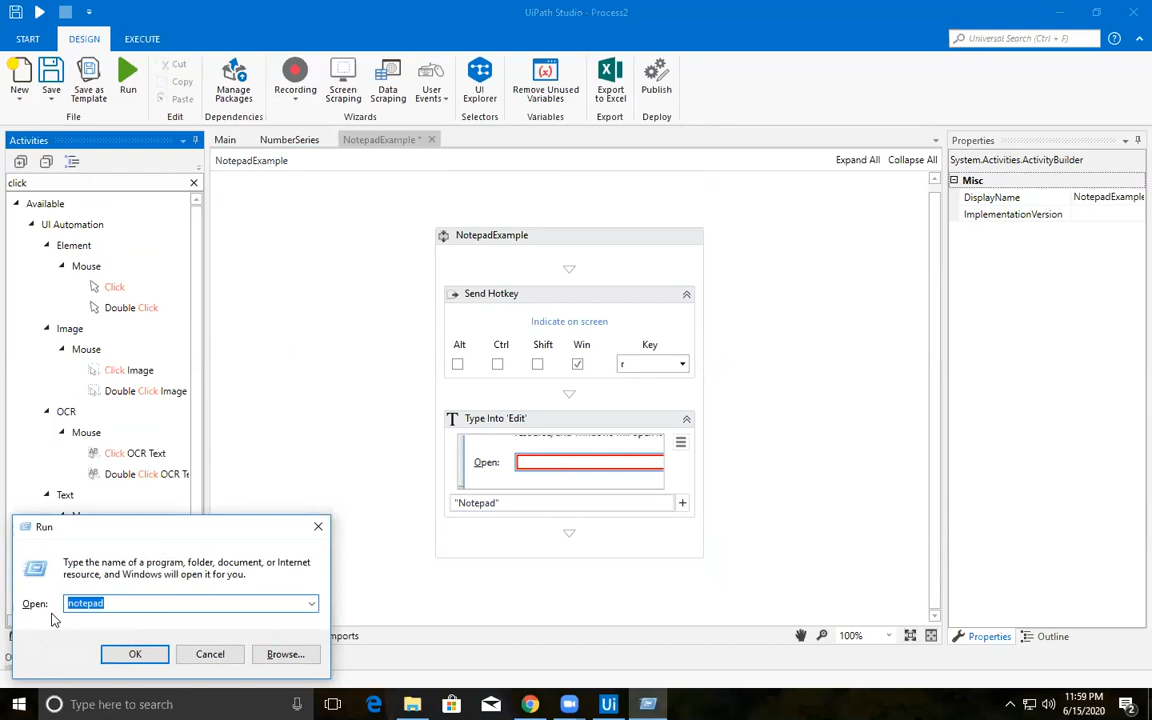 UiPath Studio - Process2
START
DESIGN
EXECUTE
Universal Search (Ctrl + F)
New
Save
Save as Template
Run
Cut
Copy
Paste
Manage Packages
Recording
Screen Scraping
Data Scraping
User Events
UI Explorer
Remove Unused Variables
Export to Excel
Publish
File
Edit
Dependencies
Wizards
Selectors
Variables
Export
Deploy
Activities
Main
NumberSeries
NotepadExample *
Properties
NotepadExample
Expand All
Collapse All
System.Activities.ActivityBuilder
click
Misc
DisplayName
NotepadExample
ImplementationVersion
Available
UI Automation
Element
Mouse
Click
Double Click
Image
Mouse
Click Image
Double Click Image
OCR
Mouse
Click OCR Text
Double Click OCR Te
Text
NotepadExample
Send Hotkey
Indicate on screen
Alt
Ctrl
Shift
Win
Key
r
T Type Into 'Edit'
Open:
"Notepad"
Run
Type the name of a program, folder, document, or Internet
resource, and Windows will open it for you.
Open:
notepad
OK
Cancel
Browse...
mports
100%
Properties
Outline
Type here to search
Ui
11:59 PM
6/15/2020
2